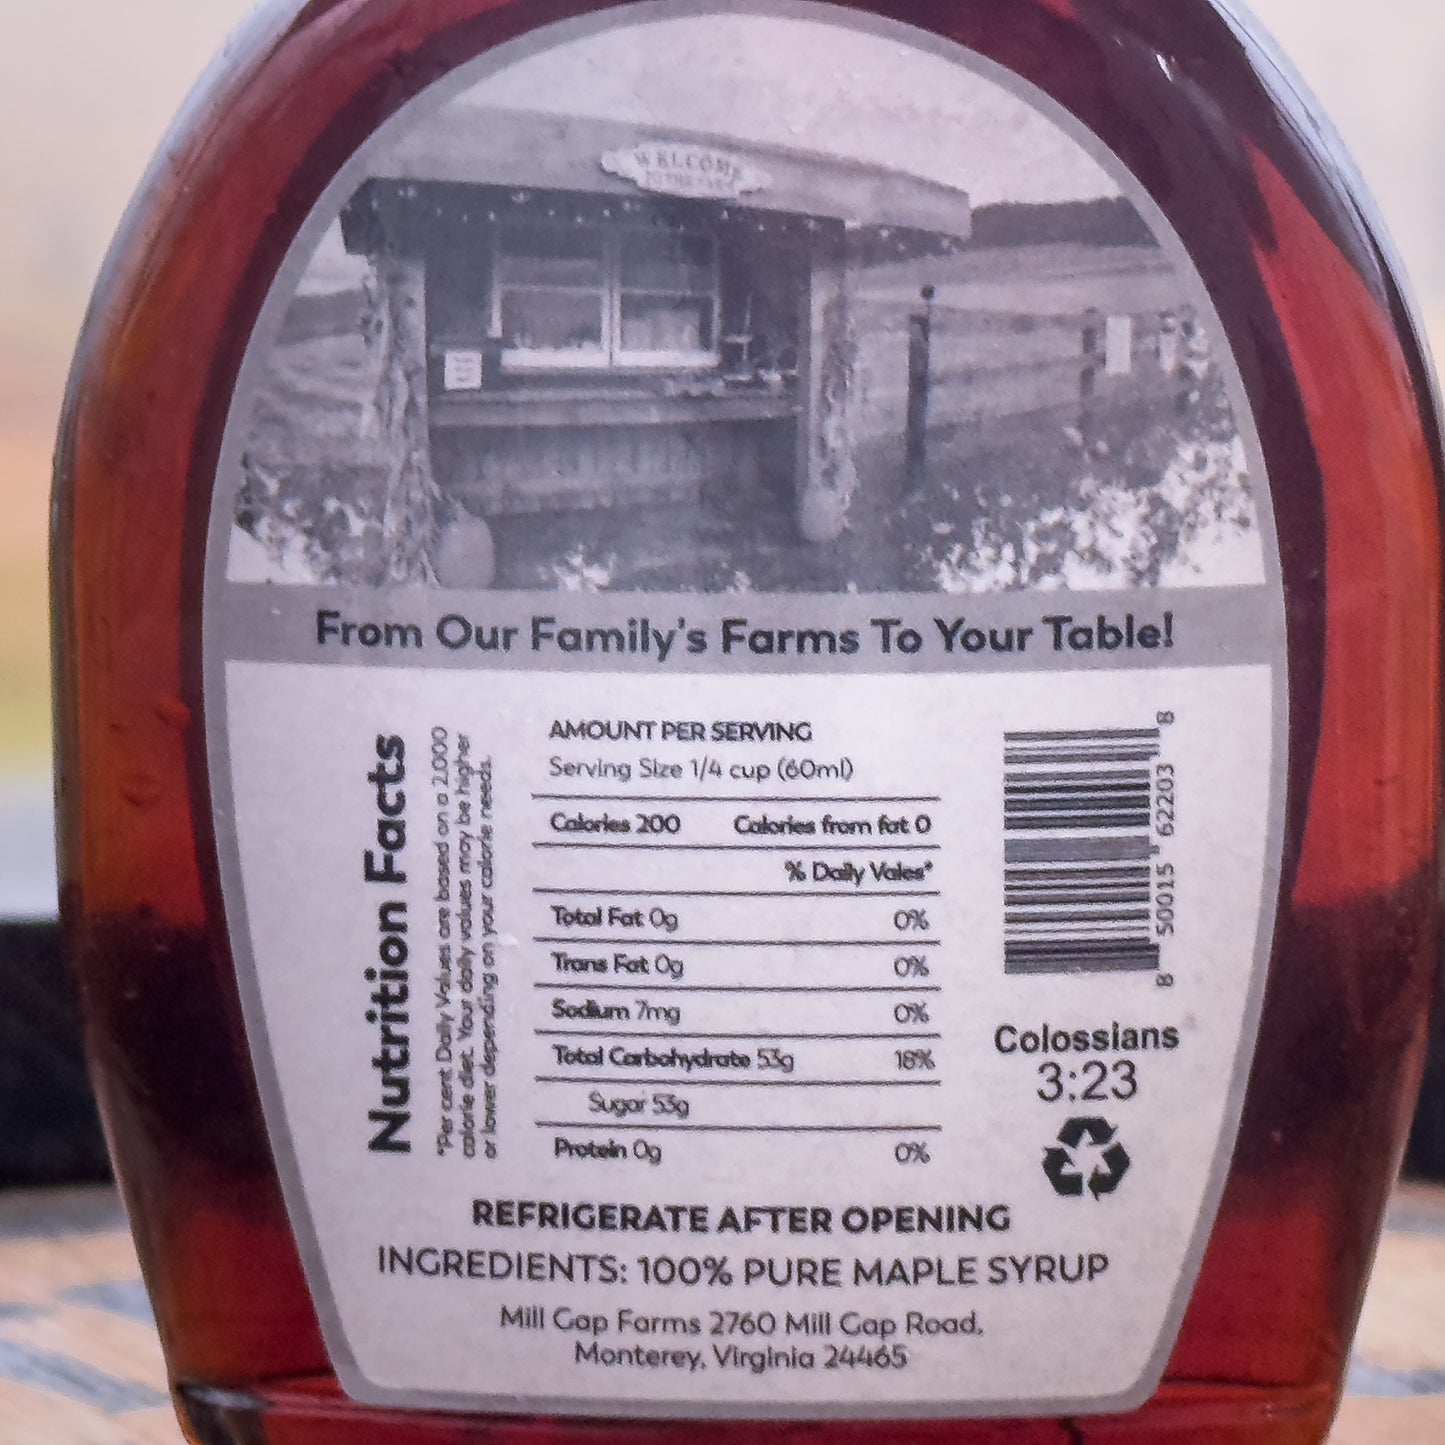 WELCOME
TO THE FARM
From Our Family's Farms To Your Table!
Nutrition Facts
*Per cent Daily Values are based on a 2,000
calorie diet. Your daily values may be higher
or lower depending on your calorie needs.
AMOUNT PER SERVING
Serving Size 1/4 cup (60ml)
Calories 200 Calories from fat 0
% Daily Vales*
Total Fat 0g 0%
Trans Fat 0g 0%
Sodium 7mg 0%
Total Carbohydrate 53g 18%
Sugar 53g
Protein 0g 0%
8 50015 62203 8
Colossians
3:23
REFRIGERATE AFTER OPENING
INGREDIENTS: 100% PURE MAPLE SYRUP
Mill Gap Farms 2760 Mill Gap Road,
Monterey, Virginia 24465